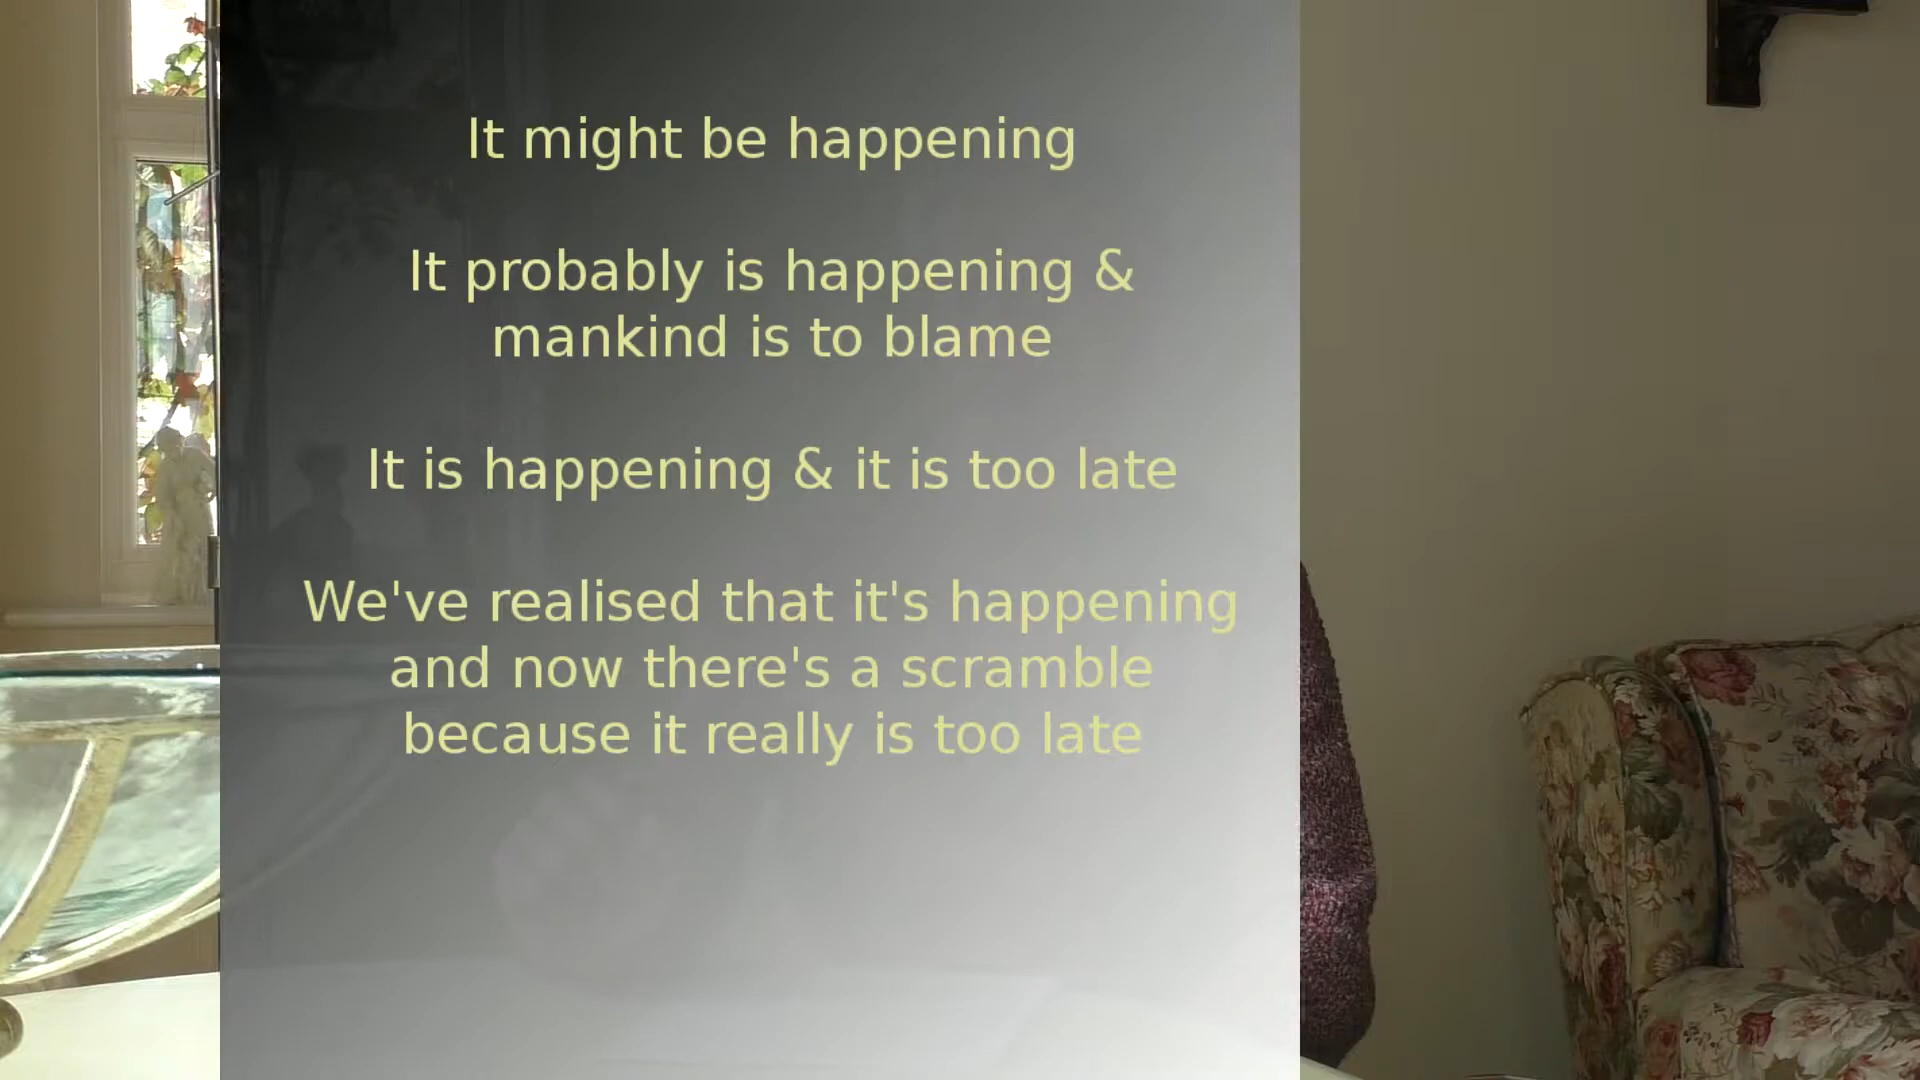 It might be happening
It probably is happening &
mankind is to blame
It is happening & it is too late
We've realised that it's happening
and now there's a scramble
because it really is too late